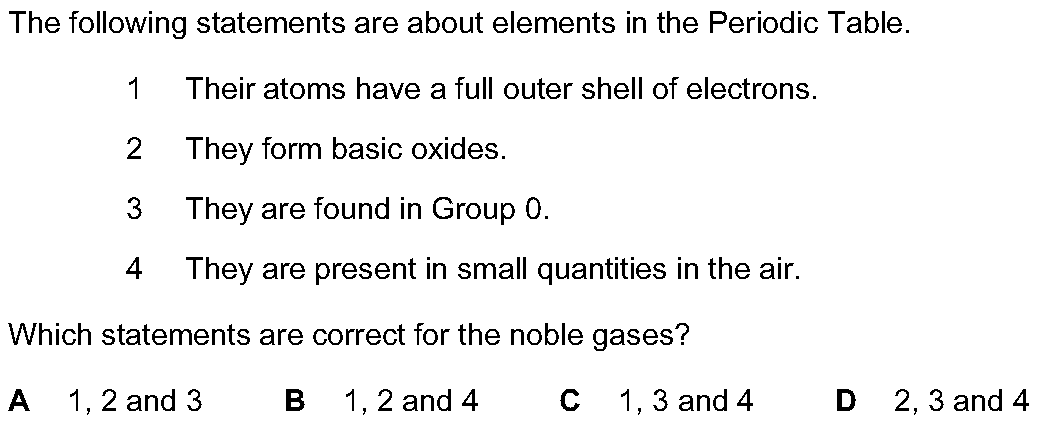 The following statements are about elements in the Periodic Table.
1 Their atoms have a full outer shell of electrons.
2 They form basic oxides.
3 They are found in Group 0.
4 They are present in small quantities in the air.
Which statements are correct for the noble gases?
A 1, 2 and 3 B 1, 2 and 4 C 1, 3 and 4 D 2, 3 and 4